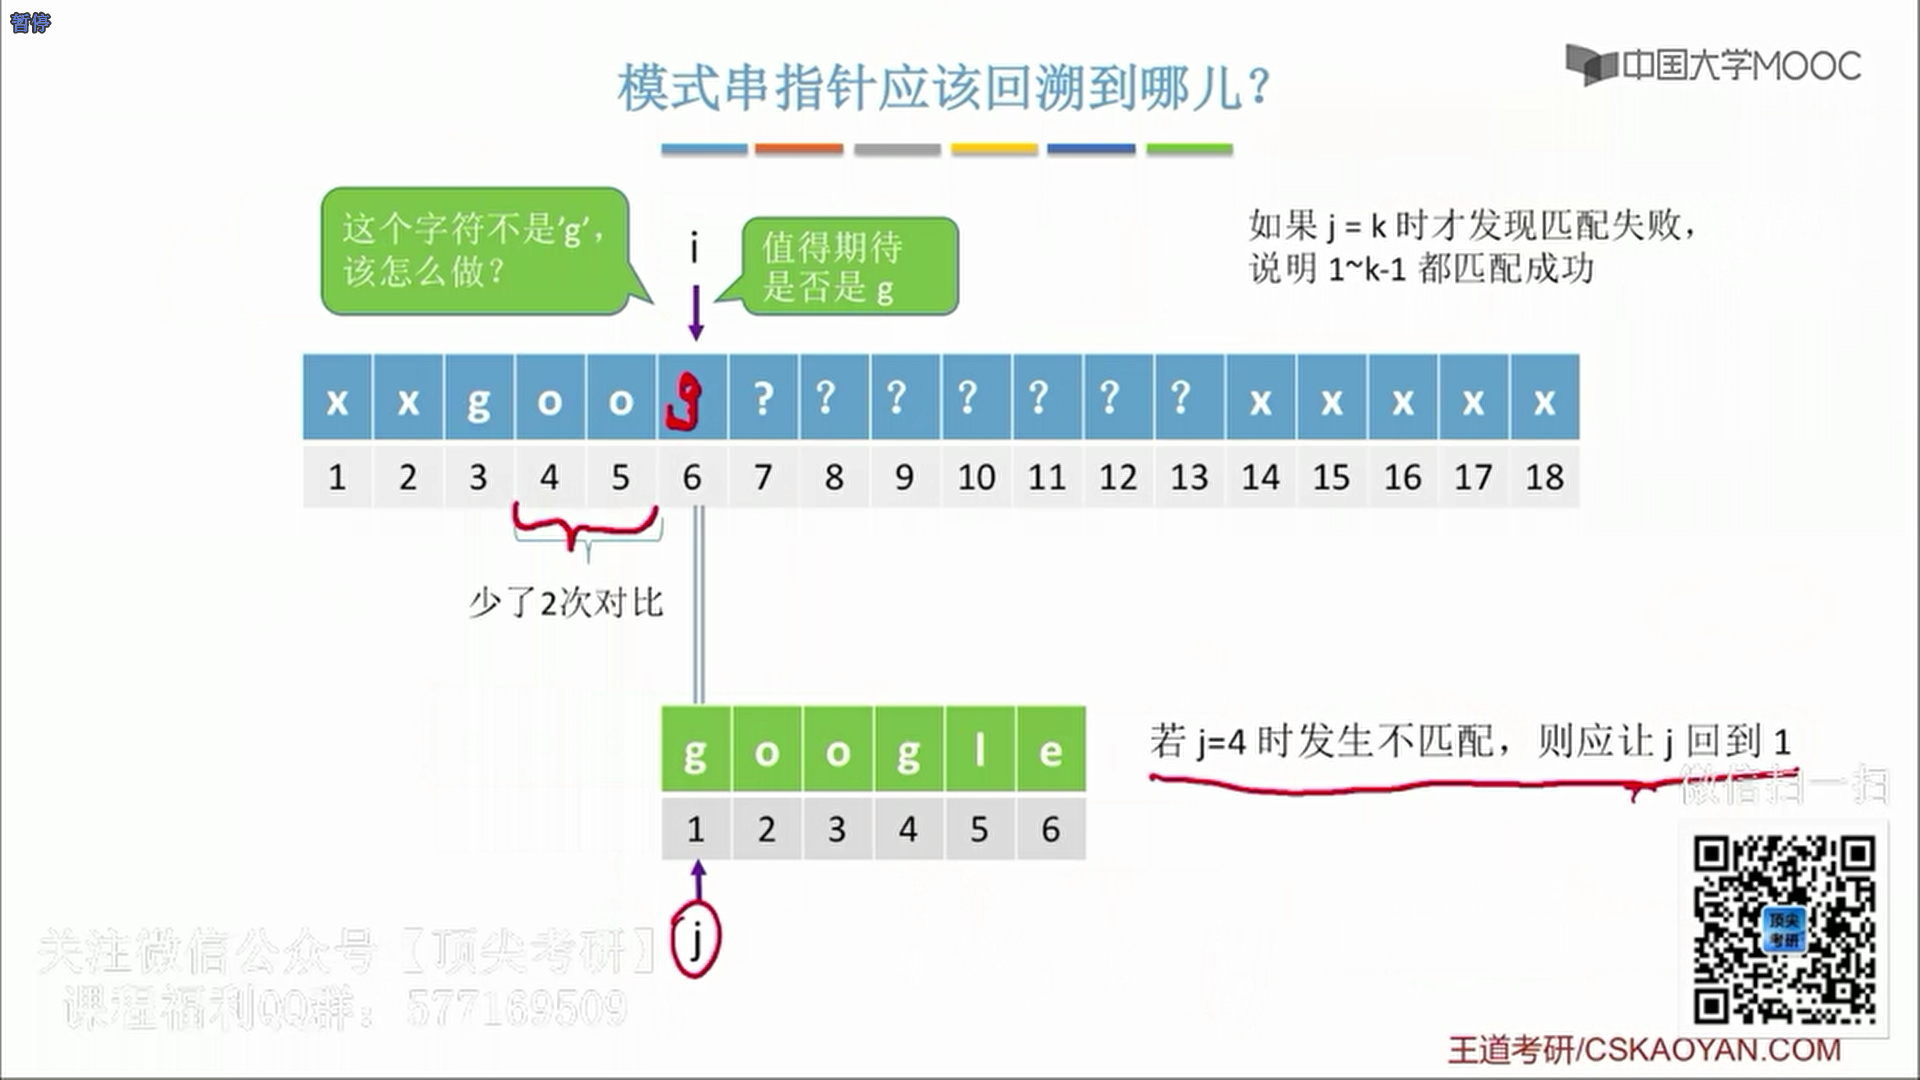 暂停
中国大学MOOC
模式串指针应该回溯到哪儿？
这个字符不是'g'，
该怎么做？
i
值得期待
是否是 g
如果 j = k 时才发现匹配失败，
说明 1~k-1 都匹配成功
x x g o o g ? ? ? ? ? ? ? x x x x x
1 2 3 4 5 6 7 8 9 10 11 12 13 14 15 16 17 18
少了2次对比
g o o g l e
1 2 3 4 5 6
j
若 j=4 时发生不匹配，则应让 j 回到 1
微信扫一扫
顶尖
考研
关注微信公众号【顶尖考研】
课程福利QQ群：577169509
王道考研/CSKAOYAN.COM